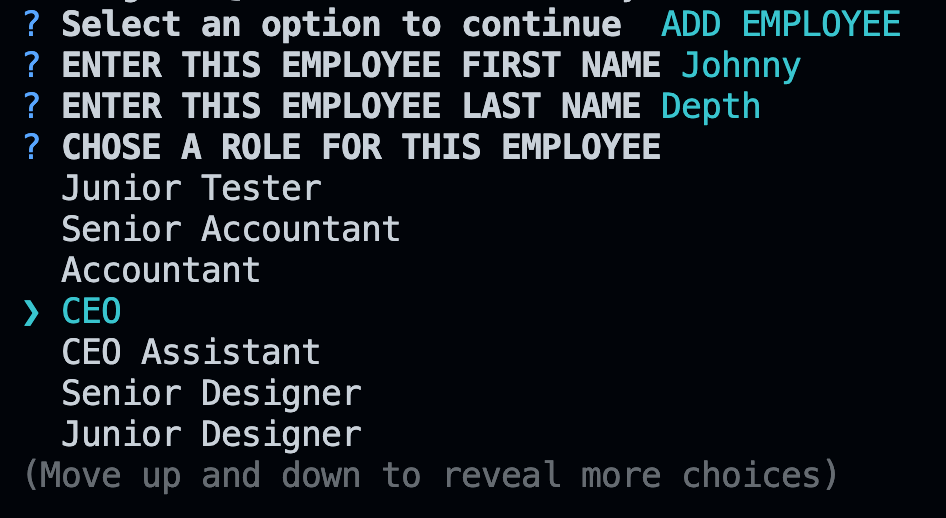 ? Select an option to continue  ADD EMPLOYEE
? ENTER THIS EMPLOYEE FIRST NAME Johnny
? ENTER THIS EMPLOYEE LAST NAME Depth
? CHOSE A ROLE FOR THIS EMPLOYEE
Junior Tester
Senior Accountant
Accountant
❯ CEO
CEO Assistant
Senior Designer
Junior Designer
(Move up and down to reveal more choices)